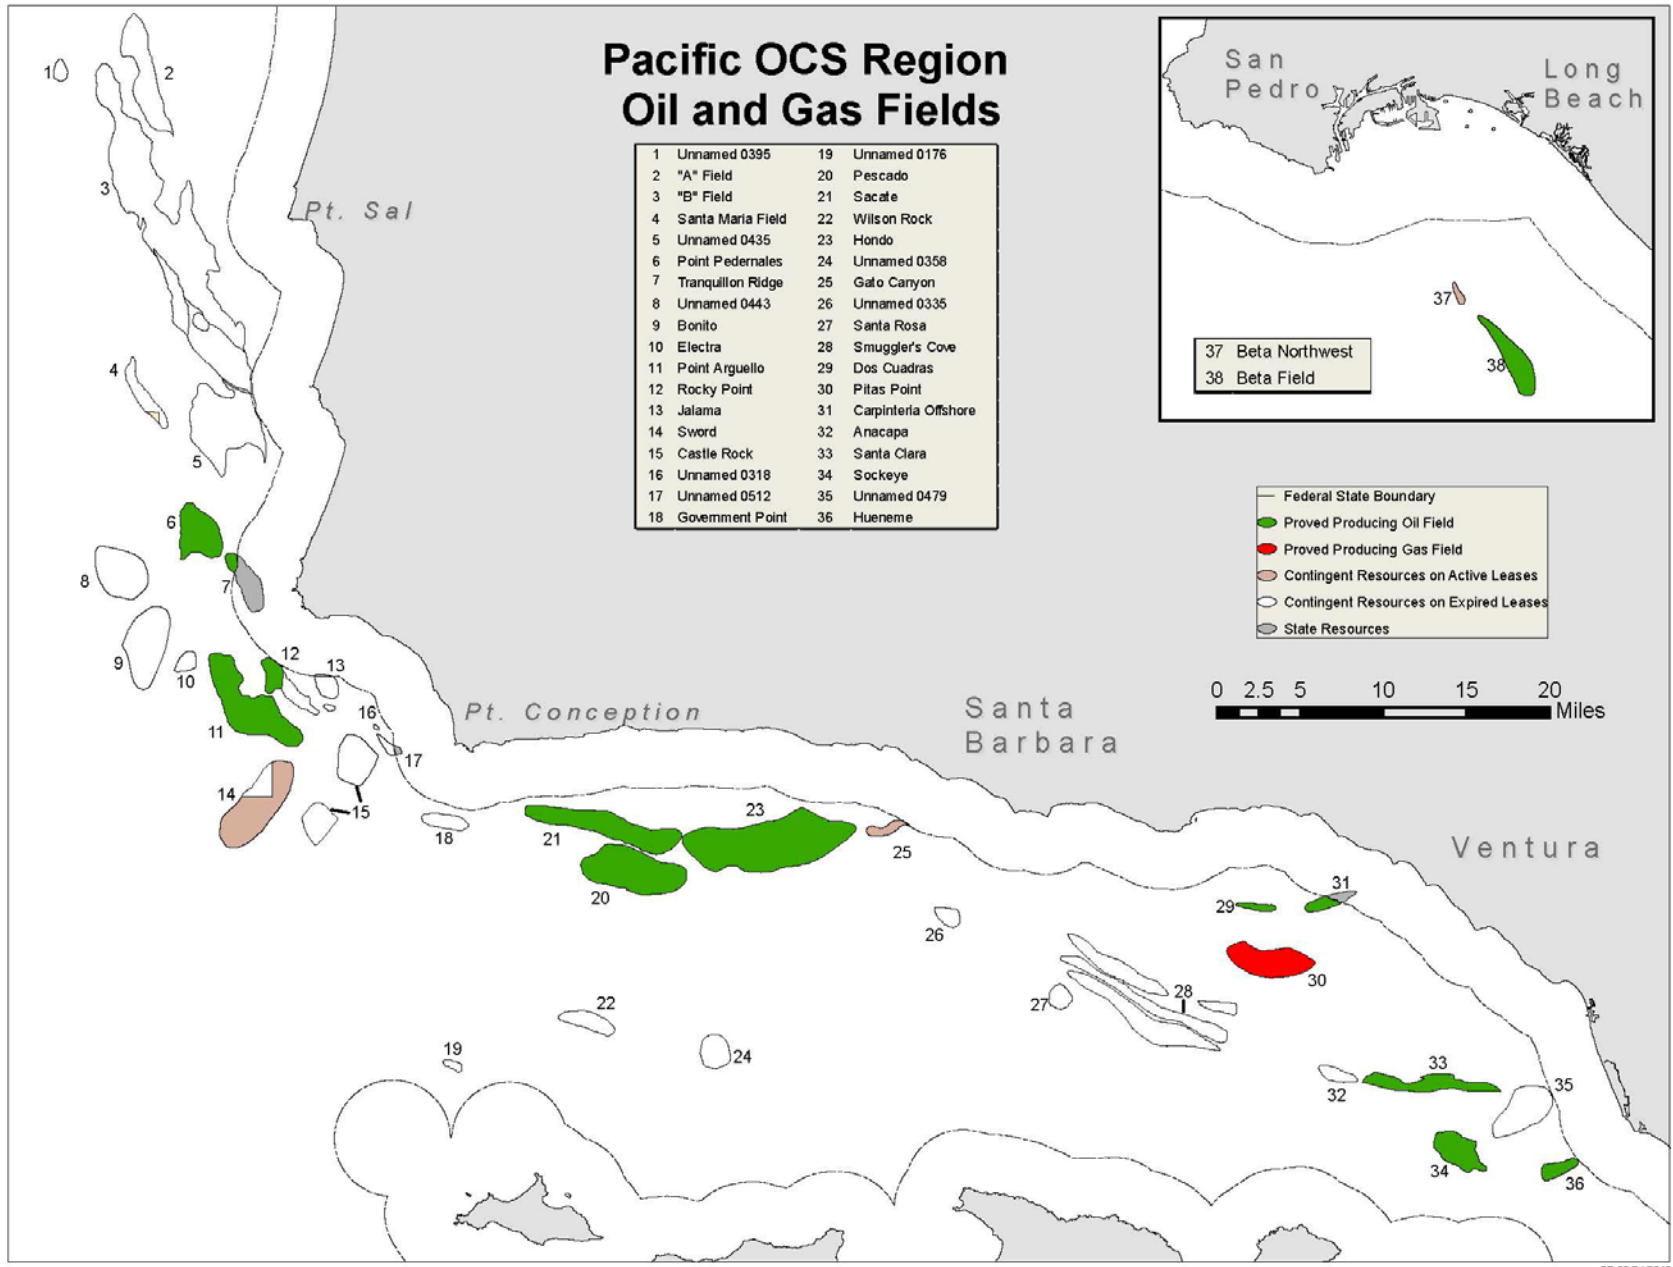 Pacific OCS Region
Oil and Gas Fields
1 Unnamed 0395 19 Unnamed 0176
2 "A" Field 20 Pescado
3 "B" Field 21 Sacate
4 Santa Maria Field 22 Wilson Rock
5 Unnamed 0435 23 Hondo
6 Point Pedernales 24 Unnamed 0358
7 Tranquillon Ridge 25 Gato Canyon
8 Unnamed 0443 26 Unnamed 0335
9 Bonito 27 Santa Rosa
10 Electra 28 Smuggler's Cove
11 Point Arguello 29 Dos Cuadras
12 Rocky Point 30 Pitas Point
13 Jalama 31 Carpinteria Offshore
14 Sword 32 Anacapa
15 Castle Rock 33 Santa Clara
16 Unnamed 0318 34 Sockeye
17 Unnamed 0512 35 Unnamed 0479
18 Government Point 36 Hueneme
San
Pedro
Long
Beach
37
38
37 Beta Northwest
38 Beta Field
Federal State Boundary
Proved Producing Oil Field
Proved Producing Gas Field
Contingent Resources on Active Leases
Contingent Resources on Expired Leases
State Resources
0 2.5 5 10 15 20
Miles
1
2
3
Pt. Sal
4
5
6
7
8
9
10
11
12
13
14
15
16
17
18
Pt. Conception
Santa
Barbara
Ventura
19
20
21
22
23
24
25
26
27
28
29
30
31
32
33
34
35
36